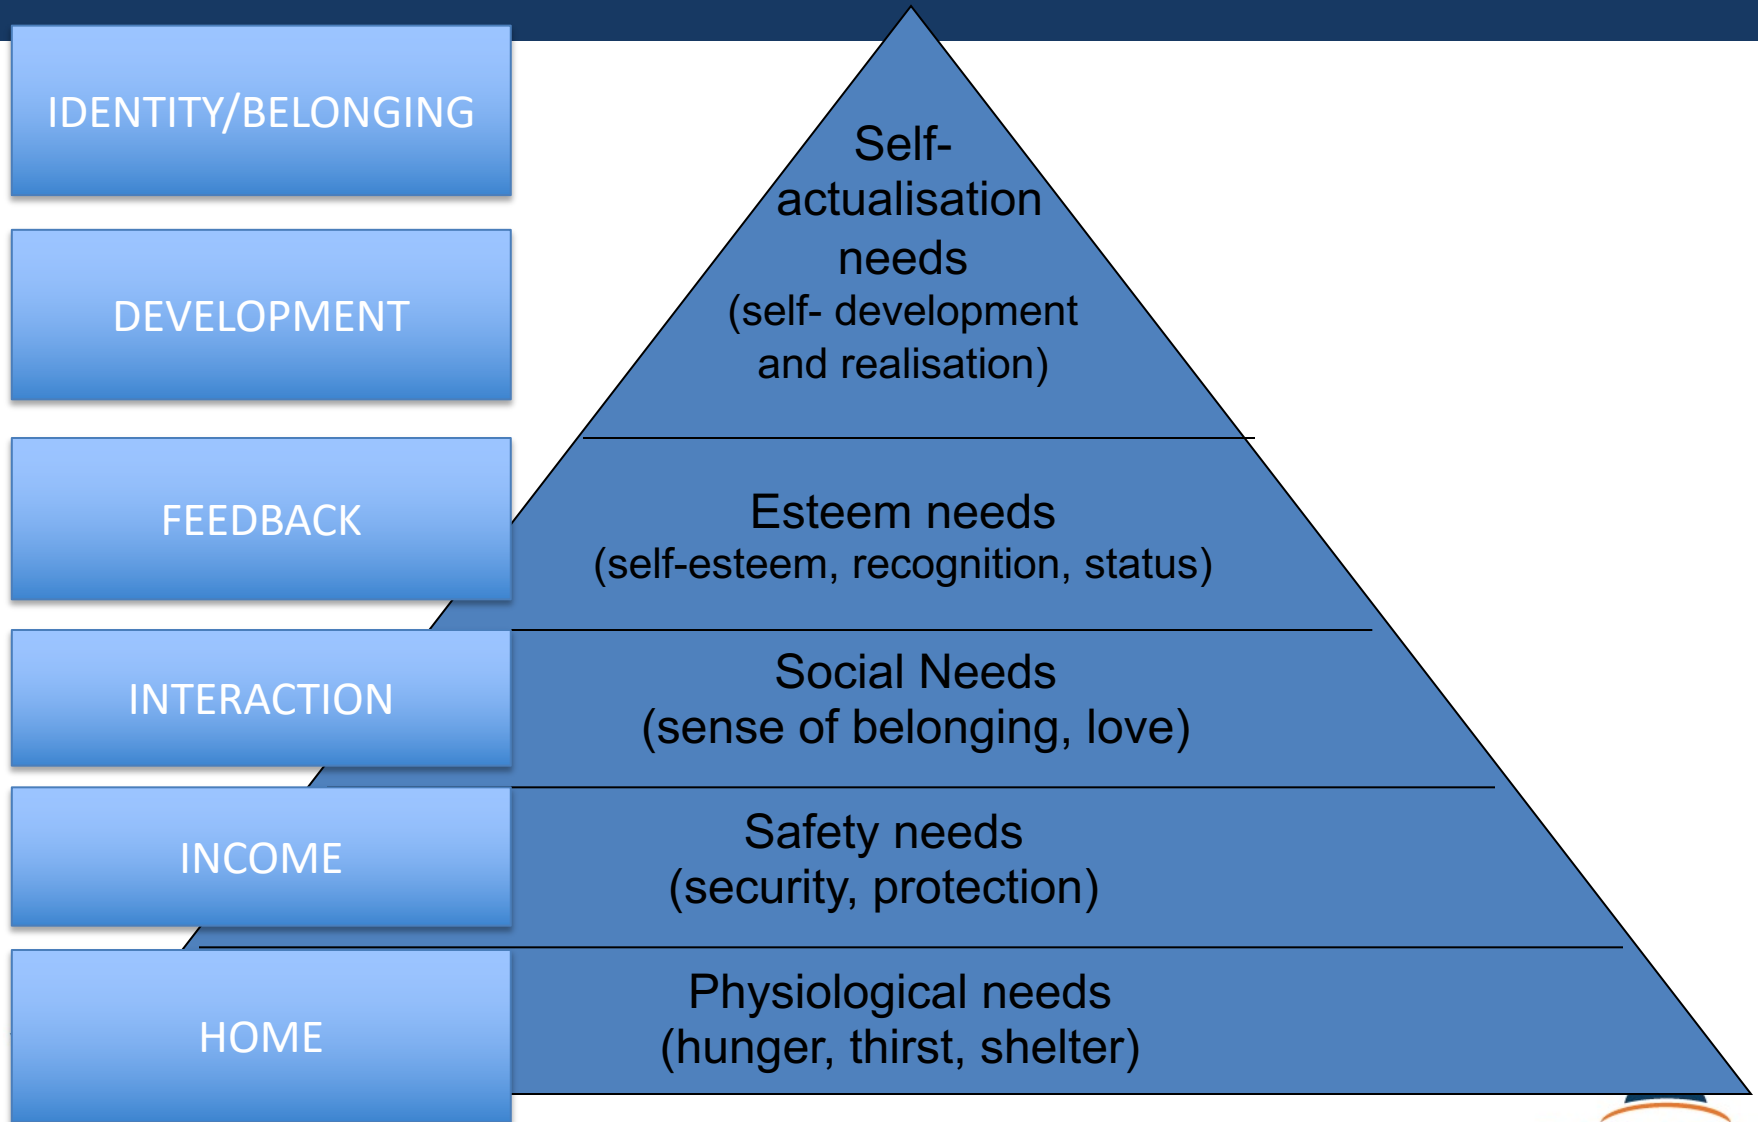 IDENTITY/BELONGING
DEVELOPMENT
FEEDBACK
INTERACTION
INCOME
HOME
Self-
actualisation
needs
(self- development
and realisation)
Esteem needs
(self-esteem, recognition, status)
Social Needs
(sense of belonging, love)
Safety needs
(security, protection)
Physiological needs
(hunger, thirst, shelter)